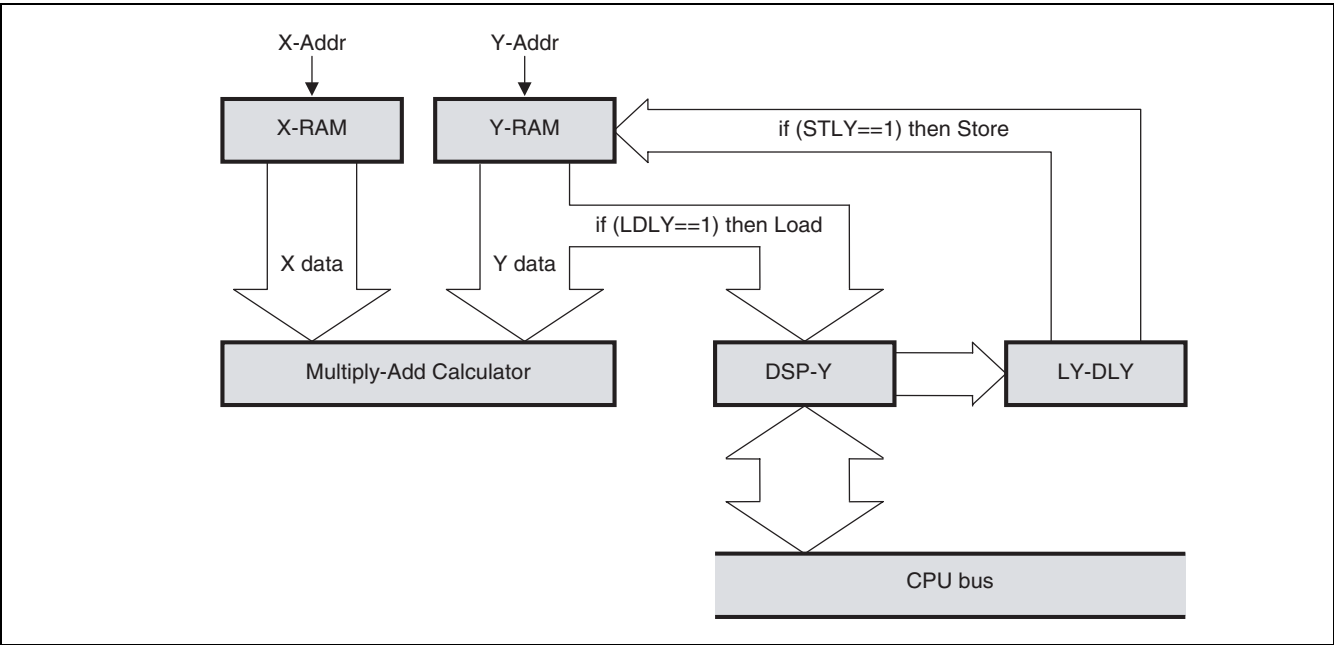 X-Addr
Y-Addr
X-RAM
Y-RAM
if (STLY==1) then Store
if (LDLY==1) then Load
X data
Y data
Multiply-Add Calculator
DSP-Y
LY-DLY
CPU bus